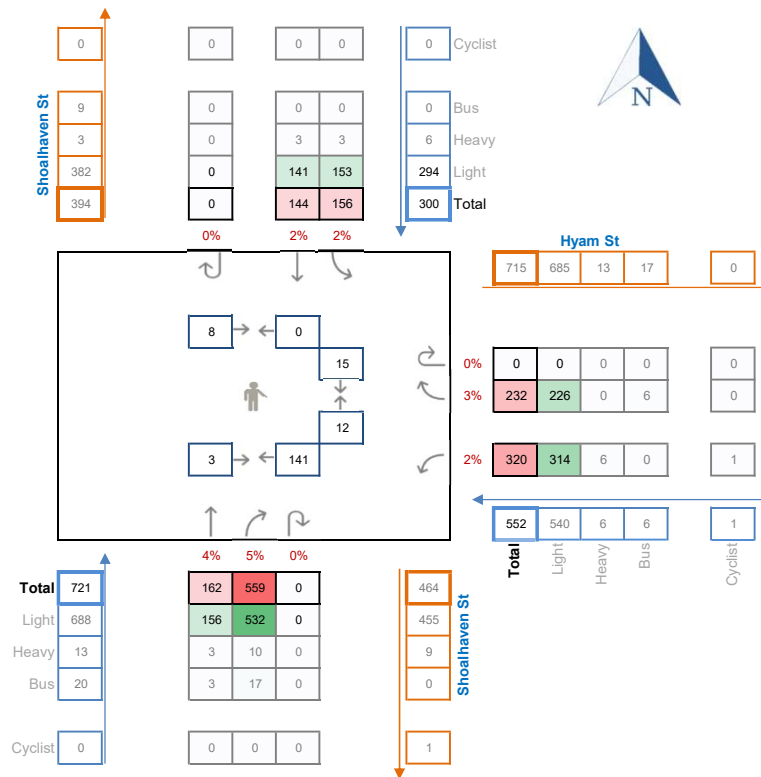 0 0 0 0 0 Cyclist
9 0 0 0 0 Bus
3 0 3 3 6 Heavy
382 0 141 153 294 Light
394 0 144 156 300 Total
Shoalhaven St
N
0% 2% 2%
Hyam St
715 685 13 17 0
8 0
15
0% 0 0 0 0 0
3% 232 226 0 6 0
12
3 141
2% 320 314 6 0 1
552 540 6 6 1
Total Light Heavy Bus Cyclist
4% 5% 0%
Total 721 162 559 0 464
Light 688 156 532 0 455
Heavy 13 3 10 0 9
Bus 20 3 17 0 0
Shoalhaven St
Cyclist 0 0 0 0 1